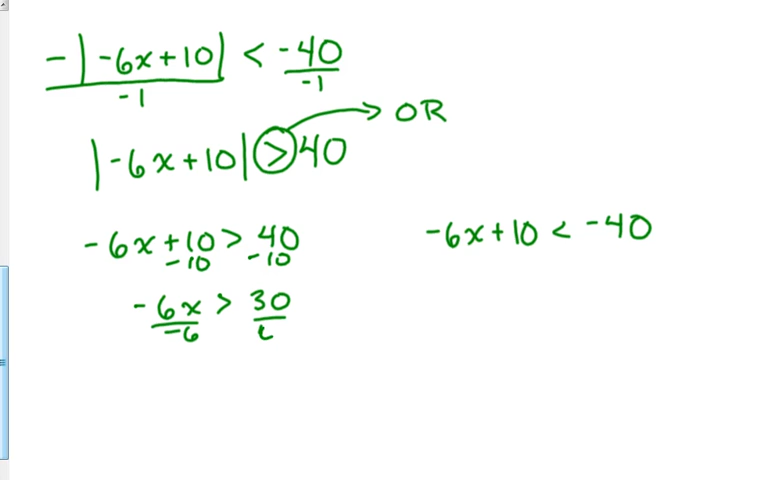 -|-6x+10| < -40
-1 -1
|-6x+10| > 40 OR
-6x+10 > 40 -6x+10 < -40
-10 -10
-6x > 30
-6